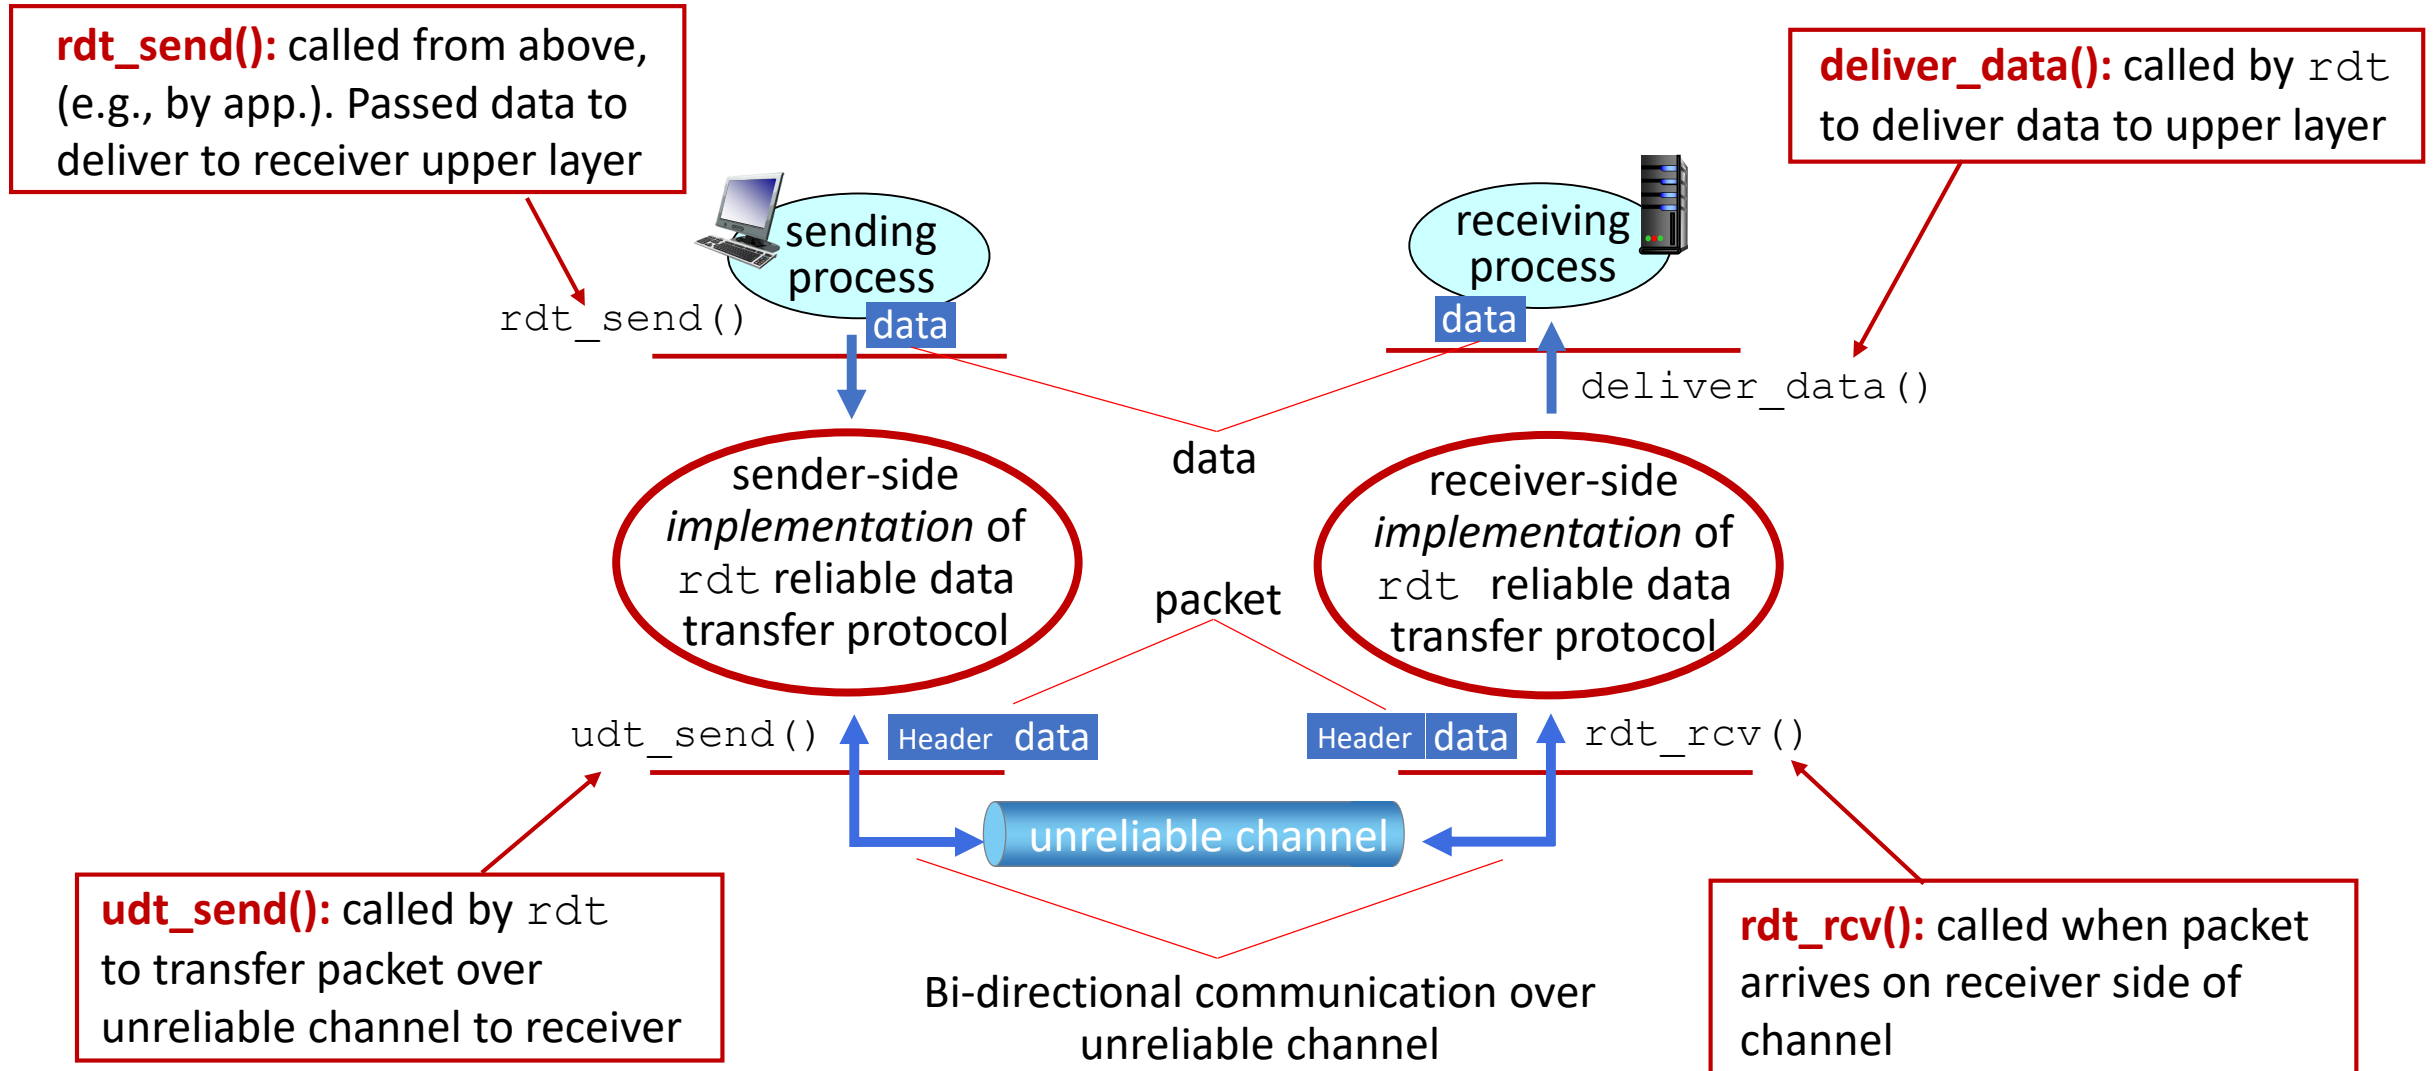 rdt_send(): called from above,
(e.g., by app.). Passed data to
deliver to receiver upper layer
deliver_data(): called by rdt
to deliver data to upper layer
sending
process
receiving
process
rdt_send()
data
data
deliver_data()
data
sender-side
implementation of
rdt reliable data
transfer protocol
receiver-side
implementation of
rdt reliable data
transfer protocol
packet
udt_send()
Header data
Header data
rdt_rcv()
unreliable channel
udt_send(): called by rdt
to transfer packet over
unreliable channel to receiver
Bi-directional communication over
unreliable channel
rdt_rcv(): called when packet
arrives on receiver side of
channel